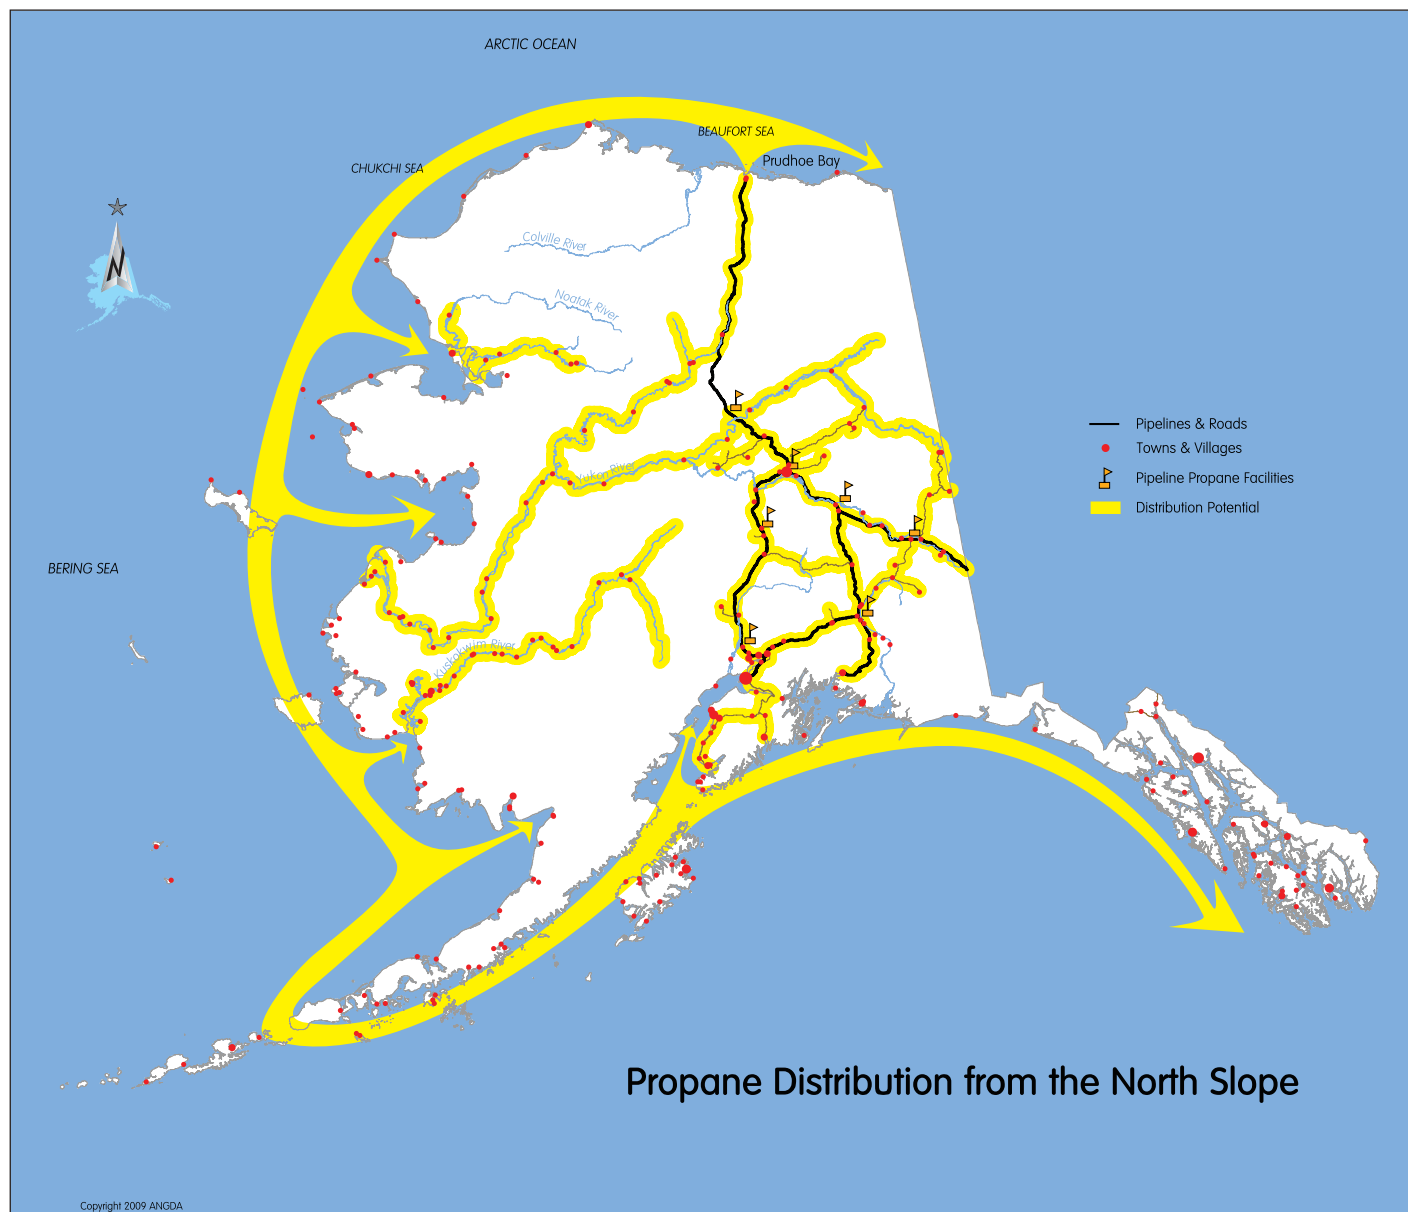 ARCTIC OCEAN
BEAUFORT SEA
Prudhoe Bay
CHUKCHI SEA
Colville River
N
Noatak River
Pipelines & Roads
Towns & Villages
Pipeline Propane Facilities
Distribution Potential
Yukon River
BERING SEA
Kuskokwim River
Propane Distribution from the North Slope
Copyright 2009 ANGDA